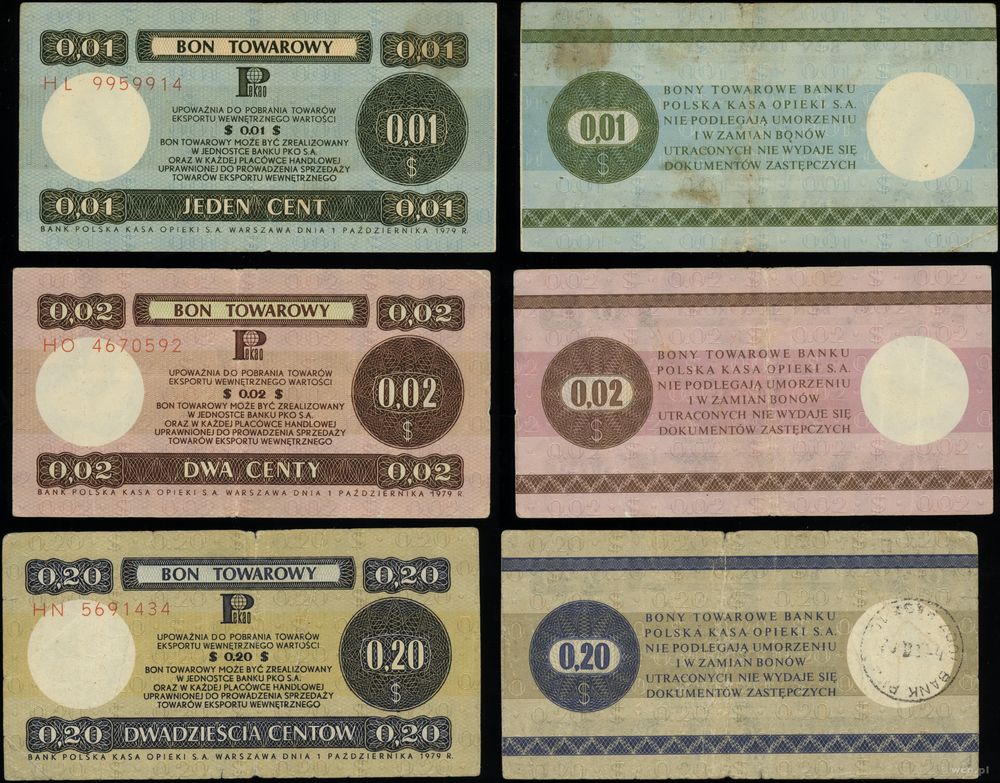 0,01 BON TOWAROWY 0,01
HL 9959914
Pekao
UPOWAŻNIA DO POBRANIA TOWARÓW
EKSPORTU WEWNĘTRZNEGO WARTOŚCI
$ 0.01 $
BON TOWAROWY MOŻE BYĆ ZREALIZOWANY
W JEDNOSTCE BANKU PKO S.A.
ORAZ W KAŻDEJ PLACÓWCE HANDLOWEJ
UPRAWNIONEJ DO PROWADZENIA SPRZEDAŻY
TOWARÓW EKSPORTU WEWNĘTRZNEGO
0,01
$
0,01 JEDEN CENT 0,01
BANK POLSKA KASA OPIEKI S.A. WARSZAWA DNIA 1 PAŹDZIERNIKA 1979 R
0,01
$
BONY TOWAROWE BANKU
POLSKA KASA OPIEKI S.A.
NIE PODLEGAJĄ UMORZENIU
I W ZAMIAN BONÓW
UTRACONYCH NIE WYDAJE SIĘ
DOKUMENTÓW ZASTĘPCZYCH
0,02 BON TOWAROWY 0,02
HO 4670592
Pekao
UPOWAŻNIA DO POBRANIA TOWARÓW
EKSPORTU WEWNĘTRZNEGO WARTOŚCI
$ 0.02 $
BON TOWAROWY MOŻE BYĆ ZREALIZOWANY
W JEDNOSTCE BANKU PKO S.A.
ORAZ W KAŻDEJ PLACÓWCE HANDLOWEJ
UPRAWNIONEJ DO PROWADZENIA SPRZEDAŻY
TOWARÓW EKSPORTU WEWNĘTRZNEGO
0,02
$
0,02 DWA CENTY 0,02
BANK POLSKA KASA OPIEKI S.A. WARSZAWA DNIA 1 PAŹDZIERNIKA 1979 R
0,02
$
BONY TOWAROWE BANKU
POLSKA KASA OPIEKI S.A.
NIE PODLEGAJĄ UMORZENIU
I W ZAMIAN BONÓW
UTRACONYCH NIE WYDAJE SIĘ
DOKUMENTÓW ZASTĘPCZYCH
0,20 BON TOWAROWY 0,20
HN 5691434
Pekao
UPOWAŻNIA DO POBRANIA TOWARÓW
EKSPORTU WEWNĘTRZNEGO WARTOŚCI
$ 0.20 $
BON TOWAROWY MOŻE BYĆ ZREALIZOWANY
W JEDNOSTCE BANKU PKO S.A.
ORAZ W KAŻDEJ PLACÓWCE HANDLOWEJ
UPRAWNIONEJ DO PROWADZENIA SPRZEDAŻY
TOWARÓW EKSPORTU WEWNĘTRZNEGO
0,20
$
0,20 DWADZIEŚCIA CENTÓW 0,20
BANK POLSKA KASA OPIEKI S.A. WARSZAWA DNIA 1 PAŹDZIERNIKA 1979 R.
0,20
$
BONY TOWAROWE BANKU
POLSKA KASA OPIEKI S.A.
NIE PODLEGAJĄ UMORZENIU
I W ZAMIAN BONÓW
UTRACONYCH NIE WYDAJE SIĘ
DOKUMENTÓW ZASTĘPCZYCH
BANK
wcn.pl